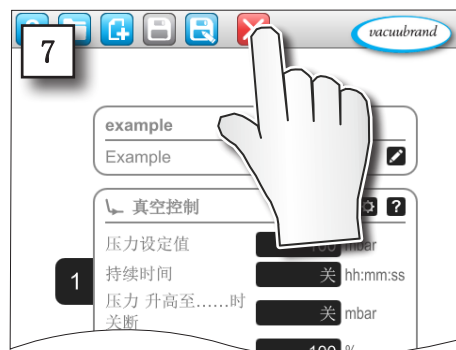 7
vacuubrand
example
Example
真空控制
?
压力设定值
mbar
1
持续时间
关 hh:mm:ss
压力 升高至……时
关断
关 mbar